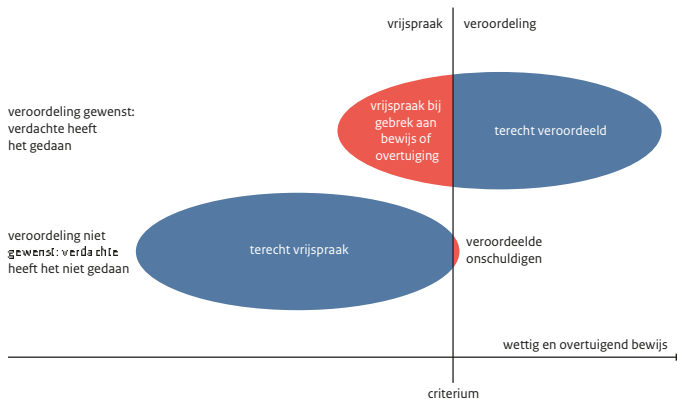 vrijspraak veroordeling
veroordeling gewenst:
verdachte heeft
het gedaan
vrijspraak bij
gebrek aan
bewijs of
overtuiging
terecht veroordeeld
veroordeling niet
gewenst: verdachte
heeft het niet gedaan
terecht vrijspraak
veroordeelde
onschuldigen
wettig en overtuigend bewijs
criterium